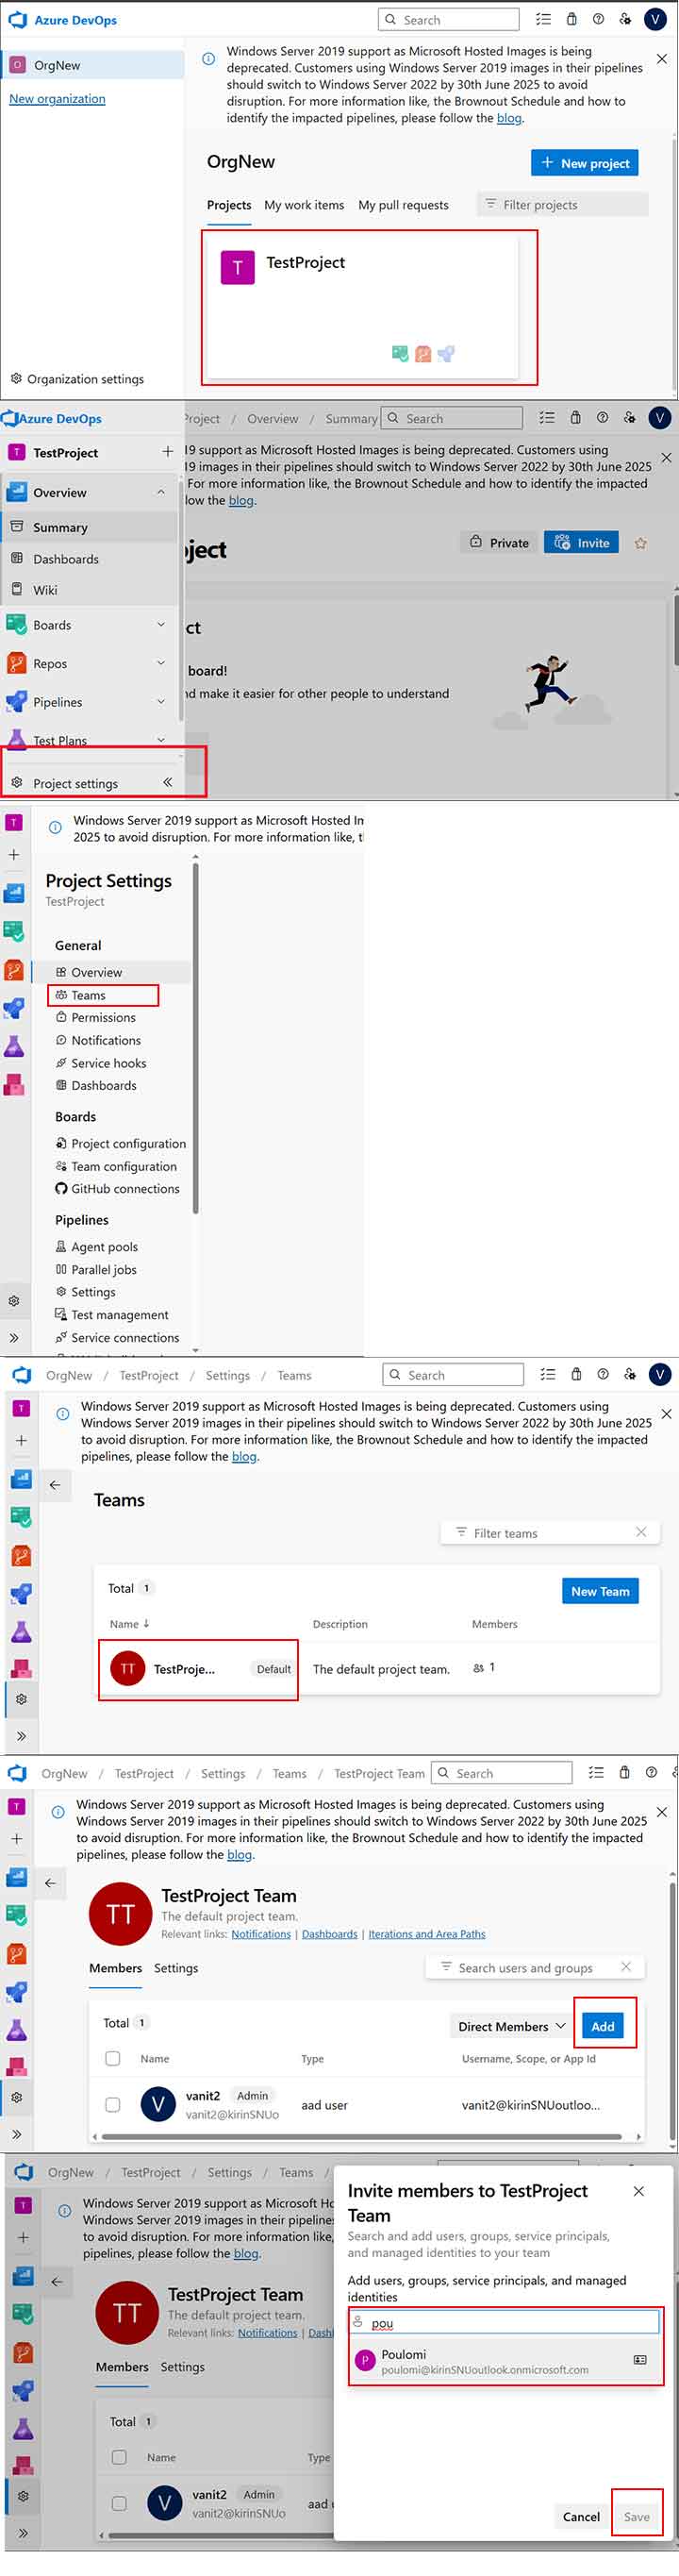 Azure DevOps
Search
V
O OrgNew
New organization
Windows Server 2019 support as Microsoft Hosted Images is being
deprecated. Customers using Windows Server 2019 images in their pipelines
should switch to Windows Server 2022 by 30th June 2025 to avoid
disruption. For more information like, the Brownout Schedule and how to
identify the impacted pipelines, please follow the blog.
OrgNew
+ New project
Projects My work items My pull requests
Filter projects
T TestProject
Organization settings
Azure DevOps
roject / Overview / Summary
Search
V
T TestProject +
19 support as Microsoft Hosted Images is being deprecated. Customers using
19 images in their pipelines should switch to Windows Server 2022 by 30th June 2025
For more information like, the Brownout Schedule and how to identify the impacted
low the blog.
Overview
Summary
Dashboards
Wiki
Boards
Repos
Pipelines
Test Plans
Project settings
oject
Private
Invite
ct
board!
nd make it easier for other people to understand
T
Windows Server 2019 support as Microsoft Hosted In
2025 to avoid disruption. For more information like, t
Project Settings
TestProject
General
Overview
Teams
Permissions
Notifications
Service hooks
Dashboards
Boards
Project configuration
Team configuration
GitHub connections
Pipelines
Agent pools
Parallel jobs
Settings
Test management
Service connections
OrgNew / TestProject / Settings / Teams
Search
V
T
Windows Server 2019 support as Microsoft Hosted Images is being deprecated. Customers using
Windows Server 2019 images in their pipelines should switch to Windows Server 2022 by 30th June 2025
to avoid disruption. For more information like, the Brownout Schedule and how to identify the impacted
pipelines, please follow the blog.
Teams
Filter teams
Total 1
New Team
Name ↓ Description Members
TT TestProje... Default The default project team. 1
OrgNew / TestProject / Settings / Teams / TestProject Team
Search
T
Windows Server 2019 support as Microsoft Hosted Images is being deprecated. Customers using
Windows Server 2019 images in their pipelines should switch to Windows Server 2022 by 30th June 2025
to avoid disruption. For more information like, the Brownout Schedule and how to identify the impacted
pipelines, please follow the blog.
TT
TestProject Team
The default project team.
Relevant links: Notifications | Dashboards | Iterations and Area Paths
Members Settings
Search users and groups
Total 1
Direct Members
Add
Name Type Username, Scope, or App Id
V vanit2 Admin
vanit2@kirinSNUo
aad user
vanit2@kirinSNUoutloo...
OrgNew / TestProject / Settings / Teams /
T
Windows Server 2019 support as Microsoft Ho
Windows Server 2019 images in their pipelines
to avoid disruption. For more information like,
pipelines, please follow the blog.
TT
TestProject Team
The default project team.
Relevant links: Notifications | Dashb
Members Settings
Total 1
Name Type
V vanit2 Admin
vanit2@kirinSNUo
aad u
Invite members to TestProject
Team
Search and add users, groups, service principals,
and managed identities to your team
Add users, groups, service principals, and managed
identities
pou
P Poulomi
poulomi@kirinSNUoutlook.onmicrosoft.com
Cancel
Save